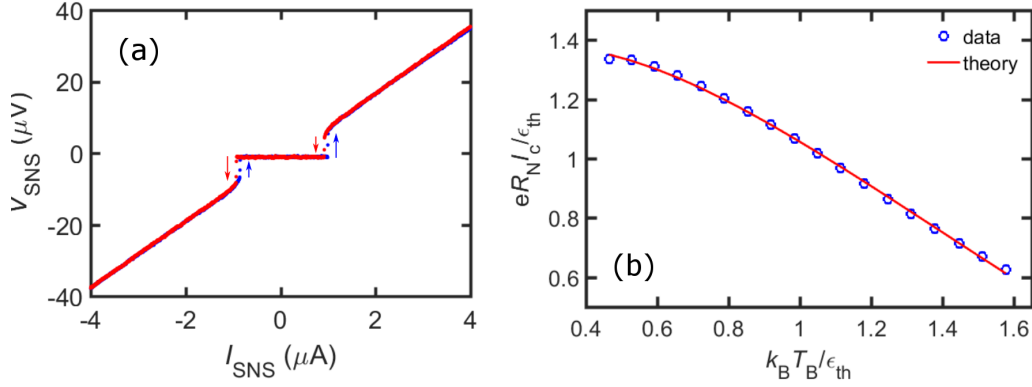 (a)
40
20
0
-20
-40
V_SNS (μV)
-4
-2
0
2
4
I_SNS (μA)
data
theory
1.4
1.2
1
0.8
0.6
eR_N I_c/ϵ_th
(b)
0.4
0.6
0.8
1
1.2
1.4
1.6
k_B T_B/ϵ_th